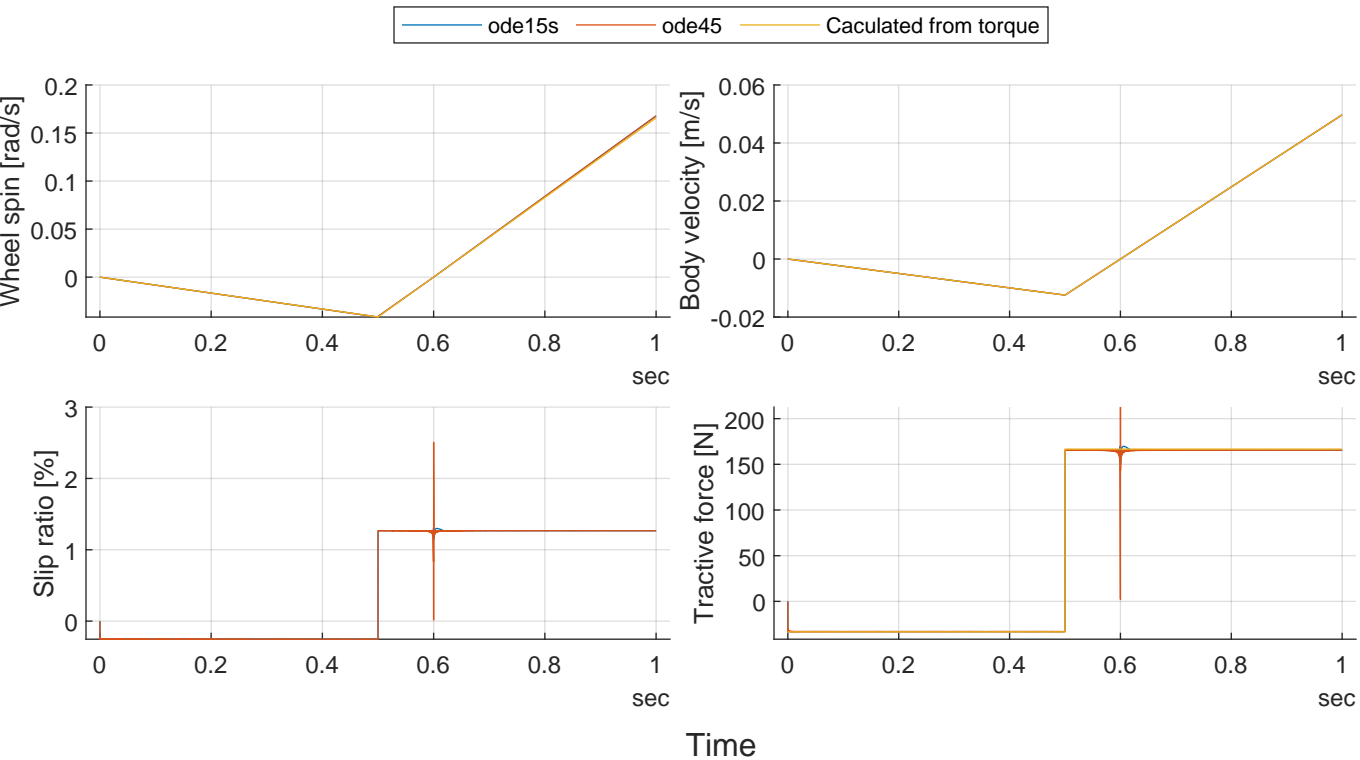 ode15s ode45 Caculated from torque
Wheel spin [rad/s]
0.2
0.15
0.1
0.05
0
0 0.2 0.4 0.6 0.8 1
sec
Body velocity [m/s]
0.06
0.04
0.02
0
-0.02
0 0.2 0.4 0.6 0.8 1
sec
Slip ratio [%]
3
2
1
0
0 0.2 0.4 0.6 0.8 1
sec
Tractive force [N]
200
150
100
50
0
0 0.2 0.4 0.6 0.8 1
sec
Time